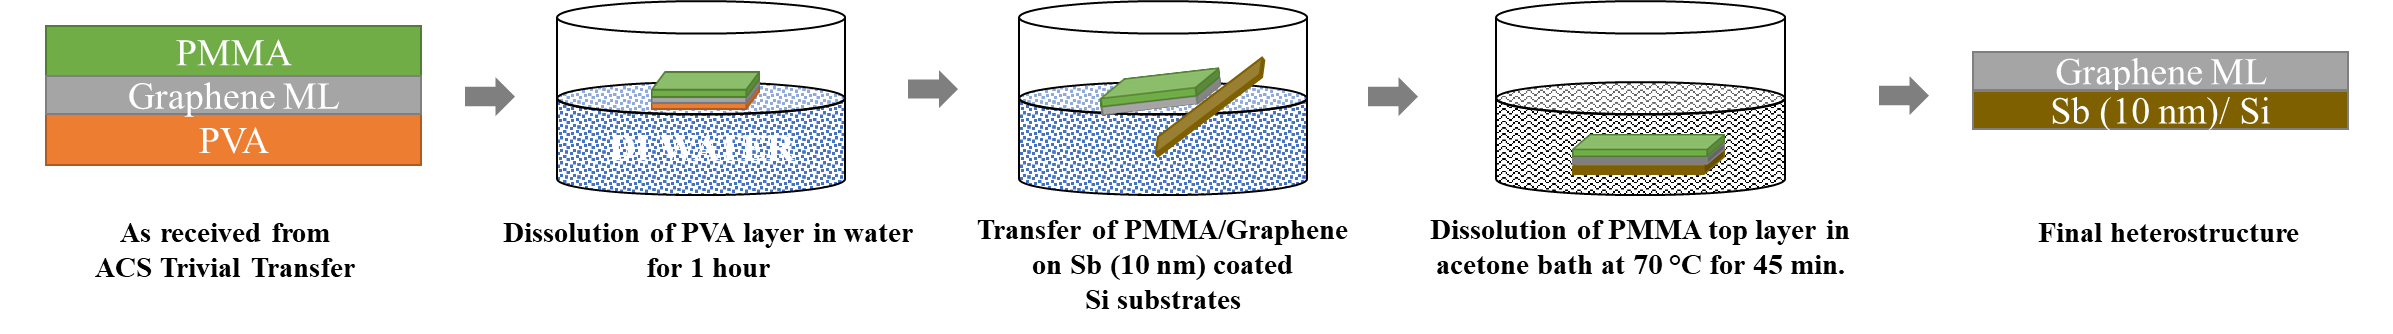 PMMA
Graphene ML
PVA
As received from
ACS Trivial Transfer
DI WATER
Dissolution of PVA layer in water
for 1 hour
Transfer of PMMA/Graphene
on Sb (10 nm) coated
Si substrates
Dissolution of PMMA top layer in
acetone bath at 70 °C for 45 min.
Graphene ML
Sb (10 nm)/ Si
Final heterostructure